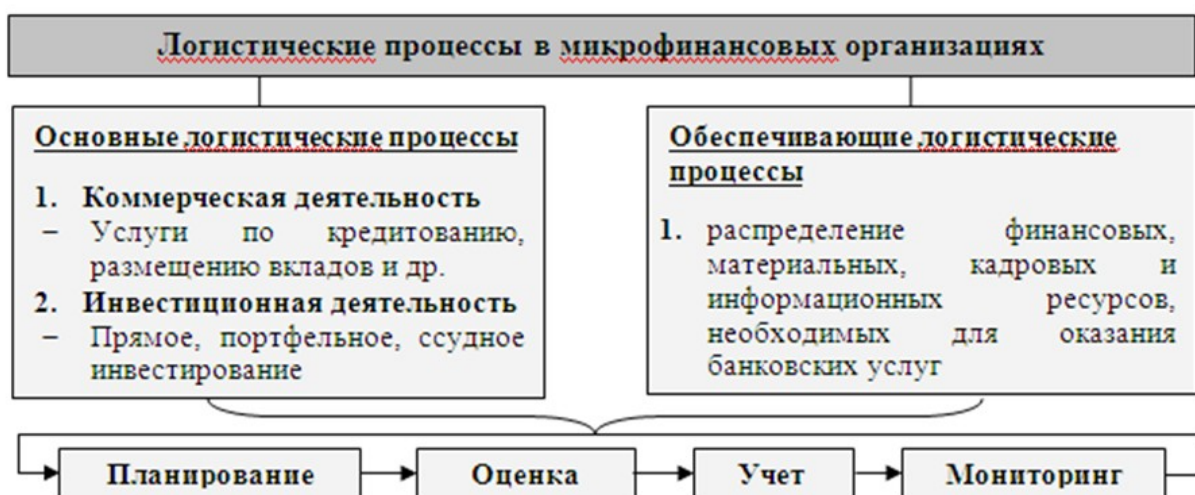 Логистические процессы в микрофинансовых организациях
Основные логистические процессы
1. Коммерческая деятельность
– Услуги по кредитованию,
размещению вкладов и др.
2. Инвестиционная деятельность
– Прямое, портфельное, ссудное
инвестирование
Обеспечивающие логистические
процессы
1. распределение финансовых,
материальных, кадровых и
информационных ресурсов,
необходимых для оказания
банковских услуг
Планирование
Оценка
Учет
Мониторинг